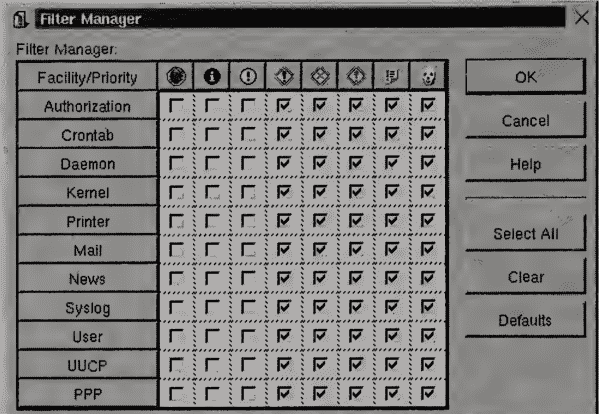 Filter Manager
Filter Manager:
Facility/Priority
OK
Authorization
Cancel
Crontab
Daemon
Help
Kernel
Printer
Select All
Mail
News
Clear
Syslog
Defaults
User
UUCP
PPP